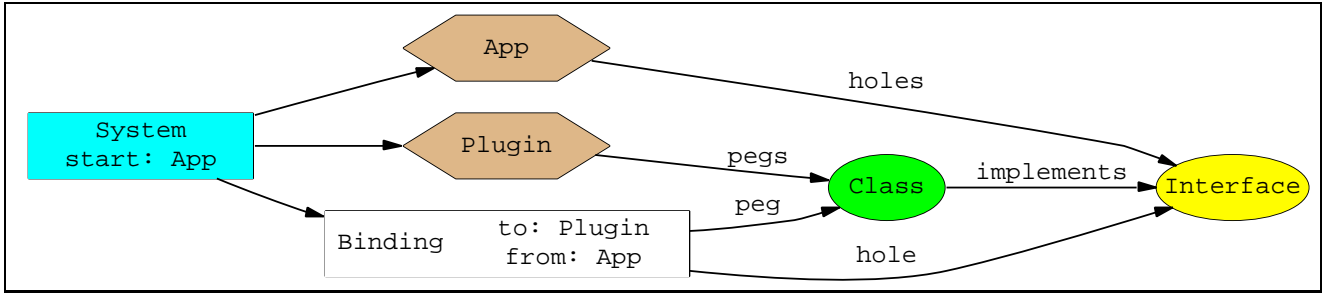 App
holes
System
start: App
Plugin
pegs
Class
implements
Interface
peg
Binding
to: Plugin
from: App
hole